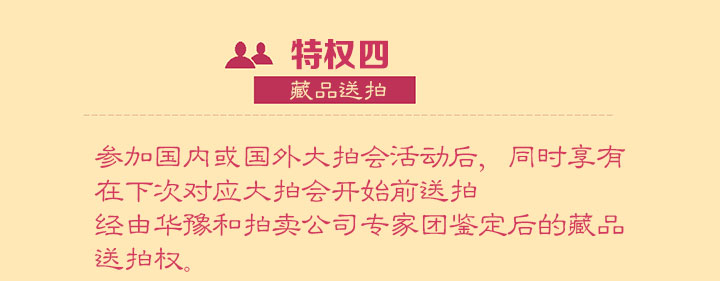 特权四
藏品送拍
参加国内或国外大拍会活动后，同时享有
在下次对应大拍会开始前送拍
经由华豫和拍卖公司专家团鉴定后的藏品
送拍权。